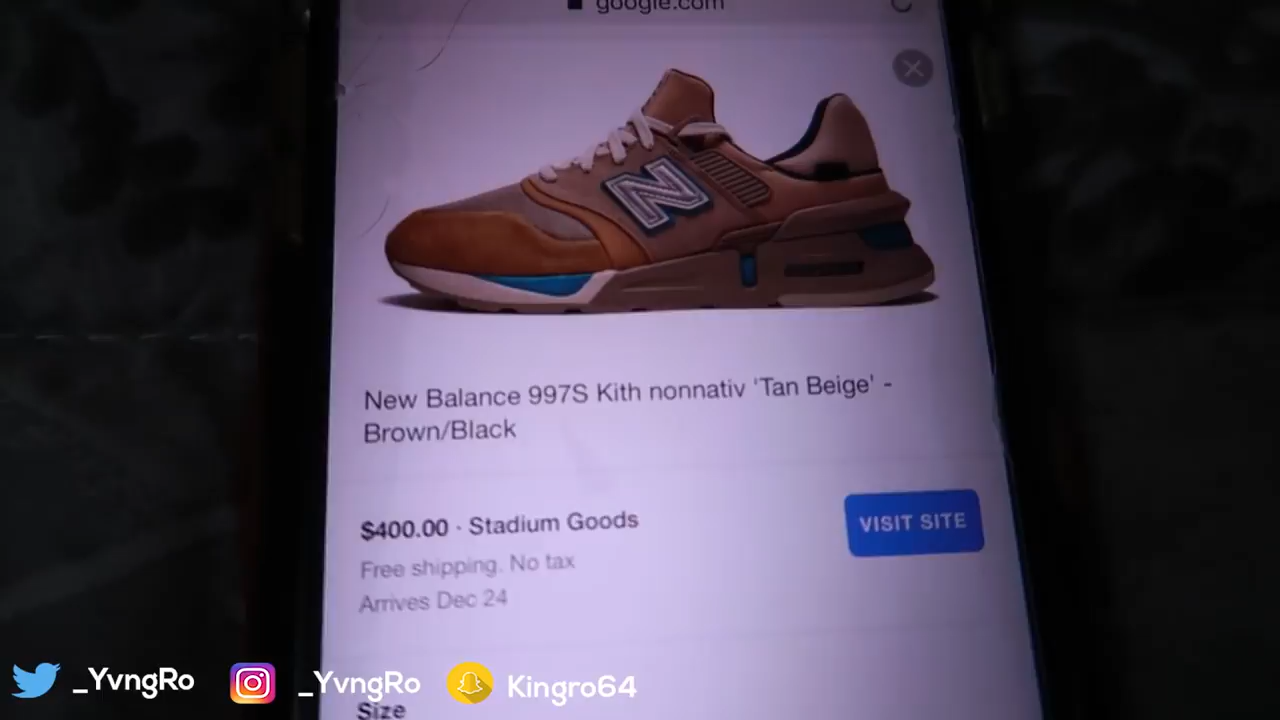 google.com
N
New Balance 997S Kith nonnativ 'Tan Beige' -
Brown/Black
$400.00 · Stadium Goods
VISIT SITE
Free shipping. No tax
Arrives Dec 24
Size
_YvngRo
_YvngRo
Kingro64